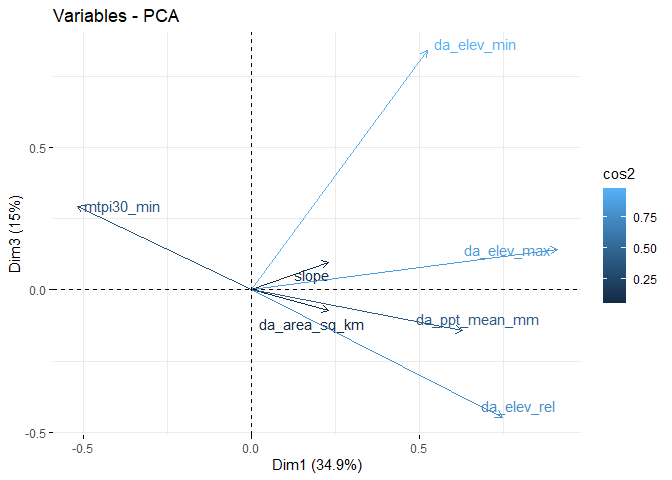 Variables - PCA
da_elev_min
0.5
cos2
0.75
mtpi30_min
0.50
da_elev_max
0.25
slope
0.0
da_area_sq_km
da_ppt_mean_mm
da_elev_rel
-0.5
-0.5
0.0
0.5
Dim1 (34.9%)
Dim3 (15%)